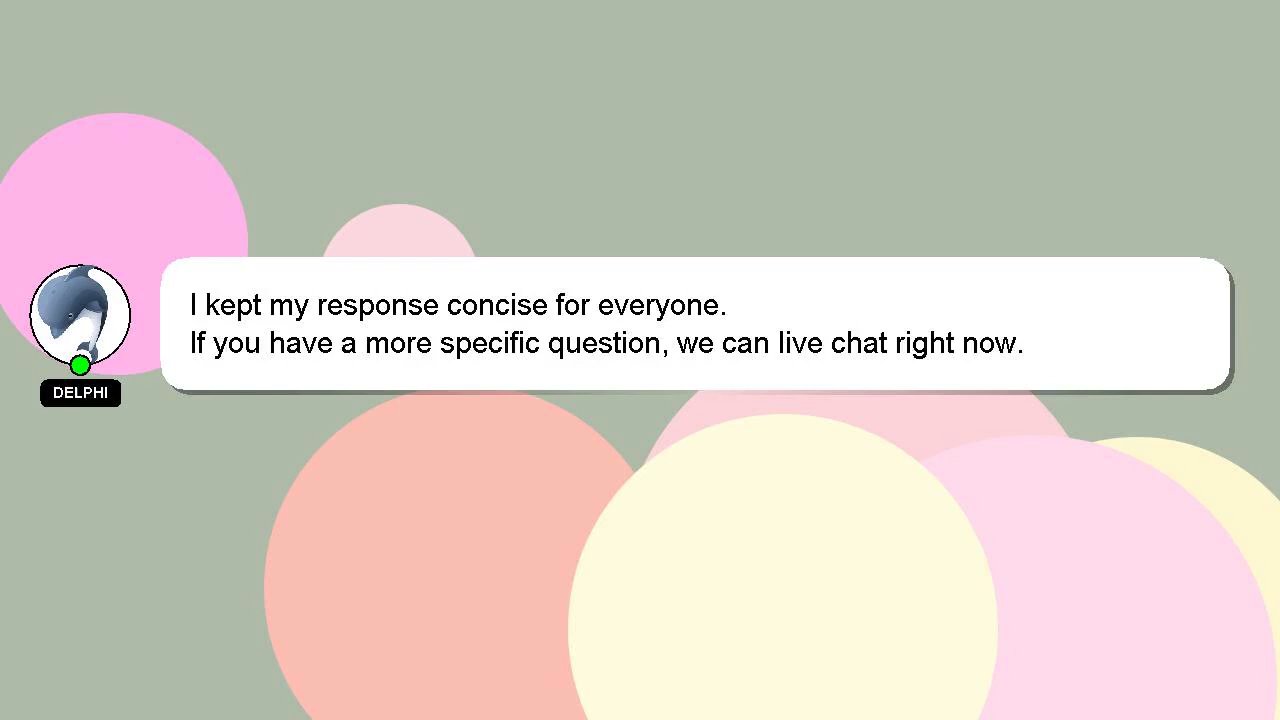 I kept my response concise for everyone.
If you have a more specific question, we can live chat right now.
DELPHI